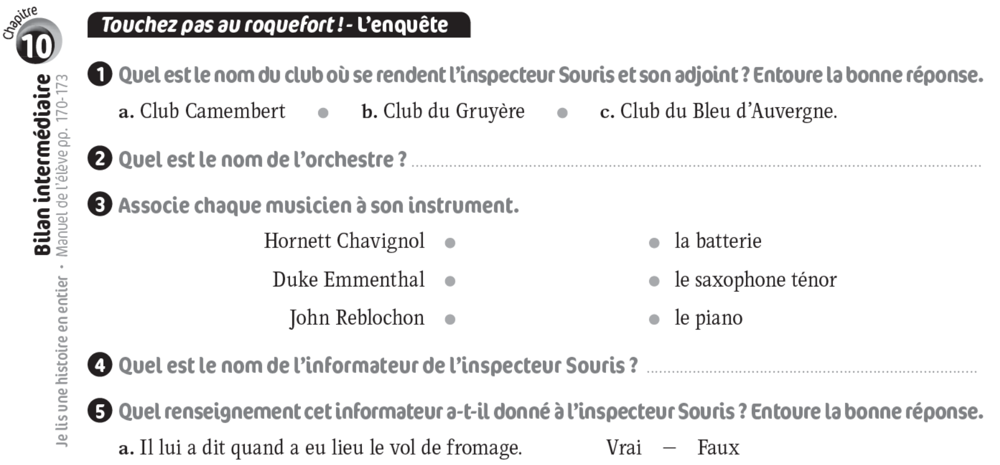 Chapitre
10
Bilan intermédiaire
Je lis une histoire en entier • Manuel de l'élève pp. 170-173
Touchez pas au roquefort ! - L'enquête
1 Quel est le nom du club où se rendent l'inspecteur Souris et son adjoint ? Entoure la bonne réponse.
a. Club Camembert • b. Club du Gruyère • c. Club du Bleu d'Auvergne.
2 Quel est le nom de l'orchestre ? ........................................
3 Associe chaque musicien à son instrument.
Hornett Chavignol • • la batterie
Duke Emmenthal • • le saxophone ténor
John Reblochon • • le piano
4 Quel est le nom de l'informateur de l'inspecteur Souris ? ........................................
5 Quel renseignement cet informateur a-t-il donné à l'inspecteur Souris ? Entoure la bonne réponse.
a. Il lui a dit quand a eu lieu le vol de fromage. Vrai – Faux